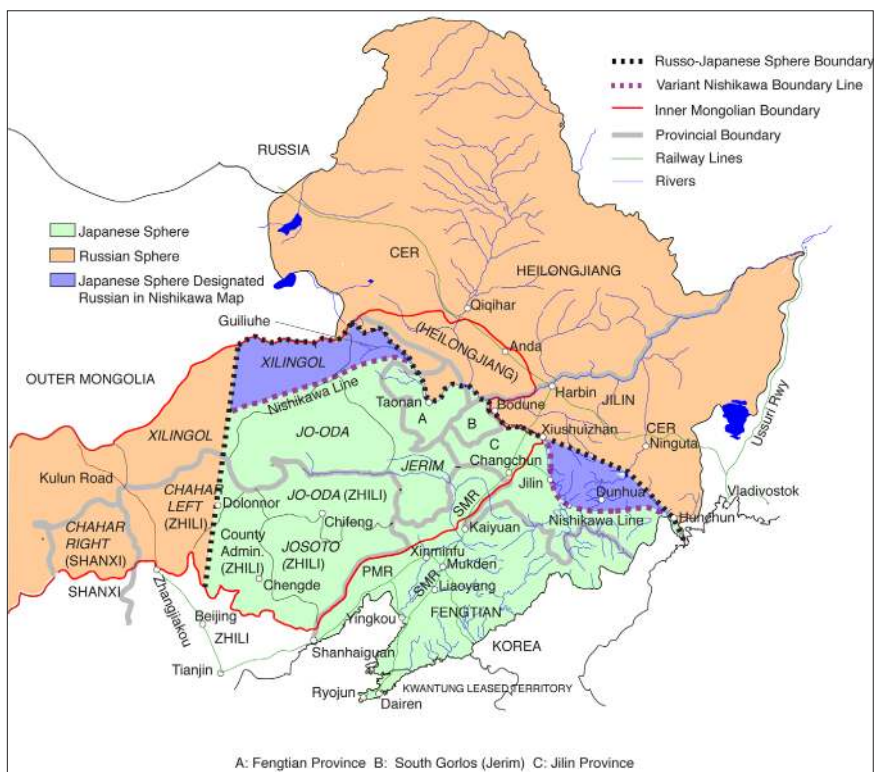 Russo-Japanese Sphere Boundary
Variant Nishikawa Boundary Line
Inner Mongolian Boundary
Provincial Boundary
Railway Lines
Rivers
RUSSIA
Japanese Sphere
Russian Sphere
Japanese Sphere Designated
Russian in Nishikawa Map
CER
HEILONGJIANG
Qiqihar
Guiliuhe
(HEILONGJIANG)
Anda
XILINGOL
OUTER MONGOLIA
Nishikawa Line
Taonan
A
B
Bodune
Harbin
JILIN
CER
Ninguta
Ussuri Rwy
XILINGOL
JO-ODA
C
Xiushuizhan
Changchun
JERIM
Jilin
Dunhua
Vladivostok
Kulun Road
CHAHAR
LEFT
(ZHILI)
Dolonnor
JO-ODA (ZHILI)
SMR
Nishikawa Line
Hunchun
CHAHAR
RIGHT
(SHANXI)
County
Admin.
(ZHILI)
Chifeng
JOSOTO
(ZHILI)
Kaiyuan
Xinminfu
Mukden
SHANXI
Chengde
PMR
SMR
Liaoyang
Zhangjiakou
Beijing
ZHILI
Yingkou
FENGTIAN
KOREA
Tianjin
Shanhaiguan
Ryojun
Dairen
KWANTUNG LEASED TERRITORY
A: Fengtian Province B: South Gorlos (Jerim) C: Jilin Province